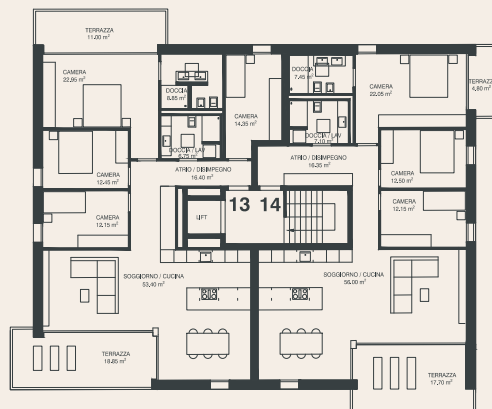 TERRAZZA
11.00 m²
CAMERA
22.95 m²
DOCCIA
8.85 m²
CAMERA
14.35 m²
DOCCIA
7.45 m²
CAMERA
22.05 m²
TERRAZZA
4.80 m²
DOCCIA / LAV
6.75 m²
DOCCIA / LAV
7.10 m²
ATRIO / DISIMPEGNO
16.40 m²
ATRIO / DISIMPEGNO
16.35 m²
CAMERA
12.45 m²
CAMERA
12.50 m²
CAMERA
12.15 m²
CAMERA
12.15 m²
LIFT
13 14
SOGGIORNO / CUCINA
53,40 m²
SOGGIORNO / CUCINA
56.00 m²
TERRAZZA
18.85 m²
TERRAZZA
17.70 m²